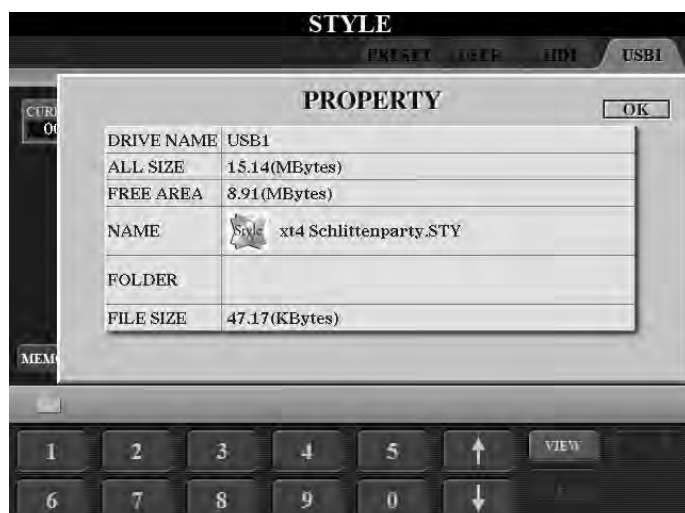 STYLE
PRESET USER HDI USB1
PROPERTY
OK
DRIVE NAME USB1
ALL SIZE 15.14(MBytes)
FREE AREA 8.91(MBytes)
NAME Style xt4 Schlittenparty.STY
FOLDER
FILE SIZE 47.17(KBytes)
1 2 3 4 5 VIEW
6 7 8 9 0